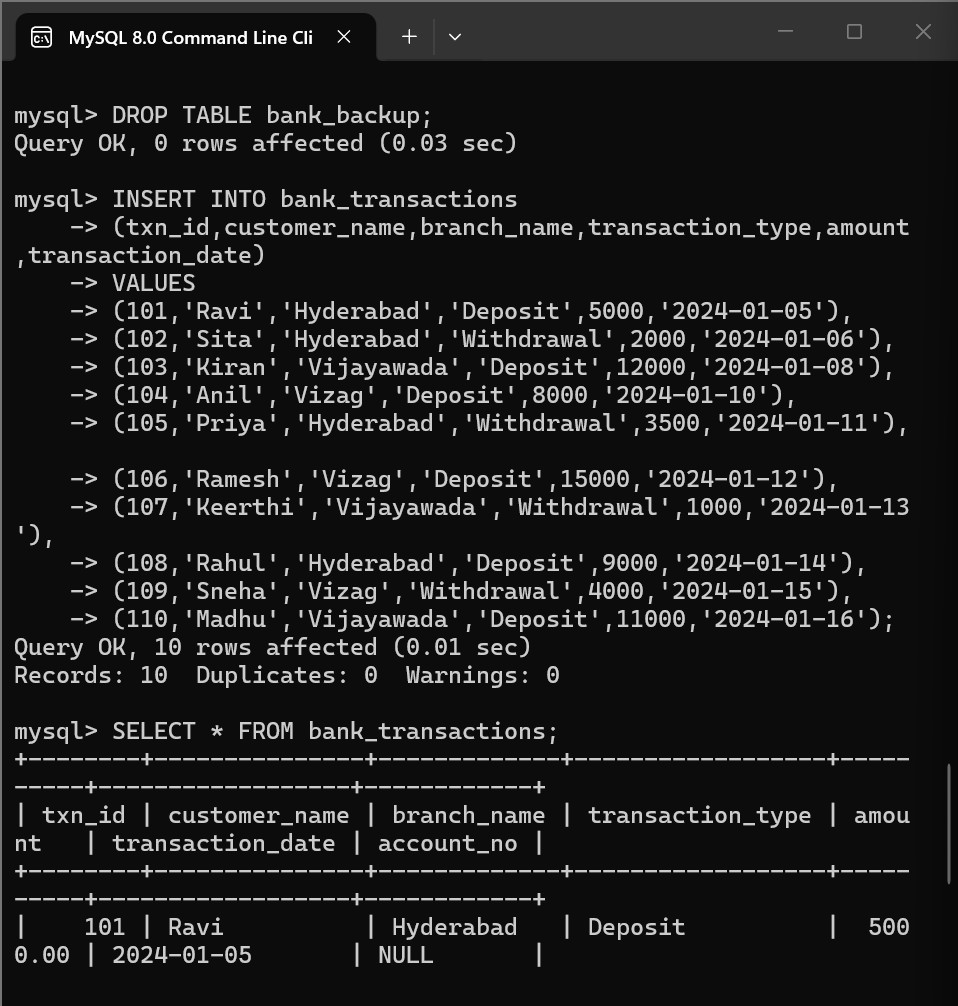 MySQL 8.0 Command Line Cli
mysql> DROP TABLE bank_backup;
Query OK, 0 rows affected (0.03 sec)
mysql> INSERT INTO bank_transactions
    -> (txn_id,customer_name,branch_name,transaction_type,amount
,transaction_date)
    -> VALUES
    -> (101,'Ravi','Hyderabad','Deposit',5000,'2024-01-05'),
    -> (102,'Sita','Hyderabad','Withdrawal',2000,'2024-01-06'),
    -> (103,'Kiran','Vijayawada','Deposit',12000,'2024-01-08'),
    -> (104,'Anil','Vizag','Deposit',8000,'2024-01-10'),
    -> (105,'Priya','Hyderabad','Withdrawal',3500,'2024-01-11'),
    -> (106,'Ramesh','Vizag','Deposit',15000,'2024-01-12'),
    -> (107,'Keerthi','Vijayawada','Withdrawal',1000,'2024-01-13
'),
    -> (108,'Rahul','Hyderabad','Deposit',9000,'2024-01-14'),
    -> (109,'Sneha','Vizag','Withdrawal',4000,'2024-01-15'),
    -> (110,'Madhu','Vijayawada','Deposit',11000,'2024-01-16');
Query OK, 10 rows affected (0.01 sec)
Records: 10  Duplicates: 0  Warnings: 0
mysql> SELECT * FROM bank_transactions;
+--------+---------------+-------------+------------------+-----
-----+------------------+------------+
| txn_id | customer_name | branch_name | transaction_type | amou
nt   | transaction_date | account_no |
+--------+---------------+-------------+------------------+-----
-----+------------------+------------+
|    101 | Ravi          | Hyderabad   | Deposit          |  500
0.00 | 2024-01-05       | NULL       |